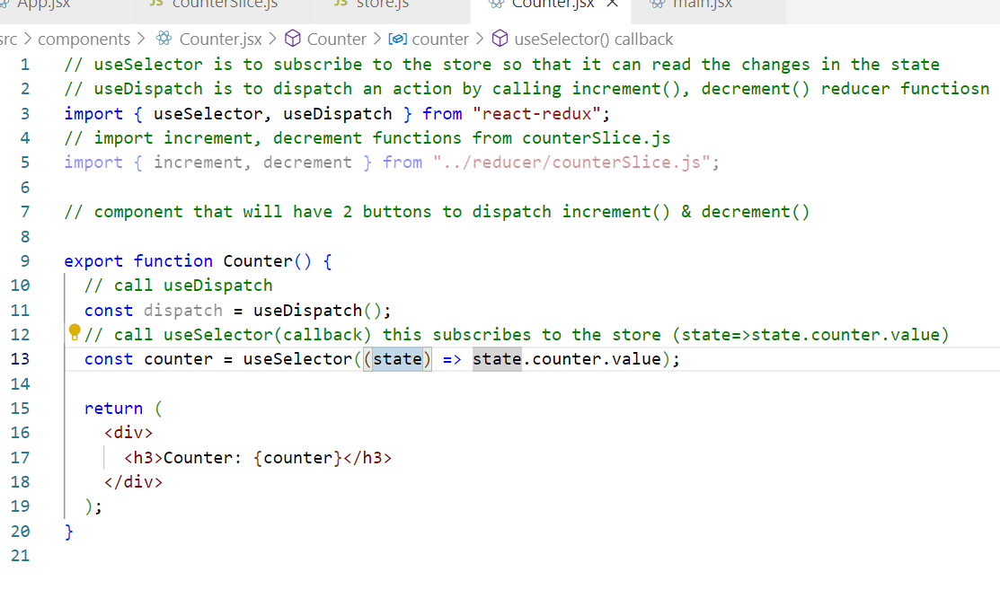 App.jsx JS counterSlice.js JS store.js Counter.jsx main.jsx
src > components > Counter.jsx > Counter > counter > useSelector() callback
1 // useSelector is to subscribe to the store so that it can read the changes in the state
2 // useDispatch is to dispatch an action by calling increment(), decrement() reducer functiosn
3 import { useSelector, useDispatch } from "react-redux";
4 // import increment, decrement functions from counterSlice.js
5 import { increment, decrement } from "../reducer/counterSlice.js";
6
7 // component that will have 2 buttons to dispatch increment() & decrement()
8
9 export function Counter() {
10 // call useDispatch
11 const dispatch = useDispatch();
12 // call useSelector(callback) this subscribes to the store (state=>state.counter.value)
13 const counter = useSelector((state) => state.counter.value);
14
15 return (
16 <div>
17 <h3>Counter: {counter}</h3>
18 </div>
19 );
20 }
21